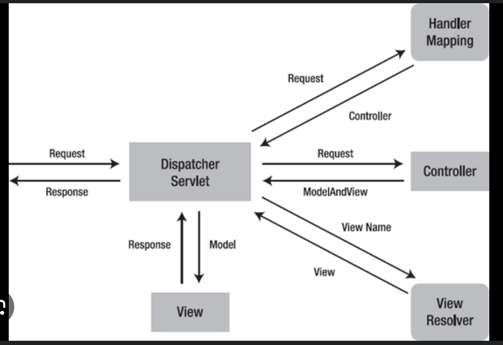 Handler
Mapping
Request
Controller
Request
Response
Dispatcher
Servlet
Request
ModelAndView
Controller
View Name
View
Response
Model
View
View
Resolver